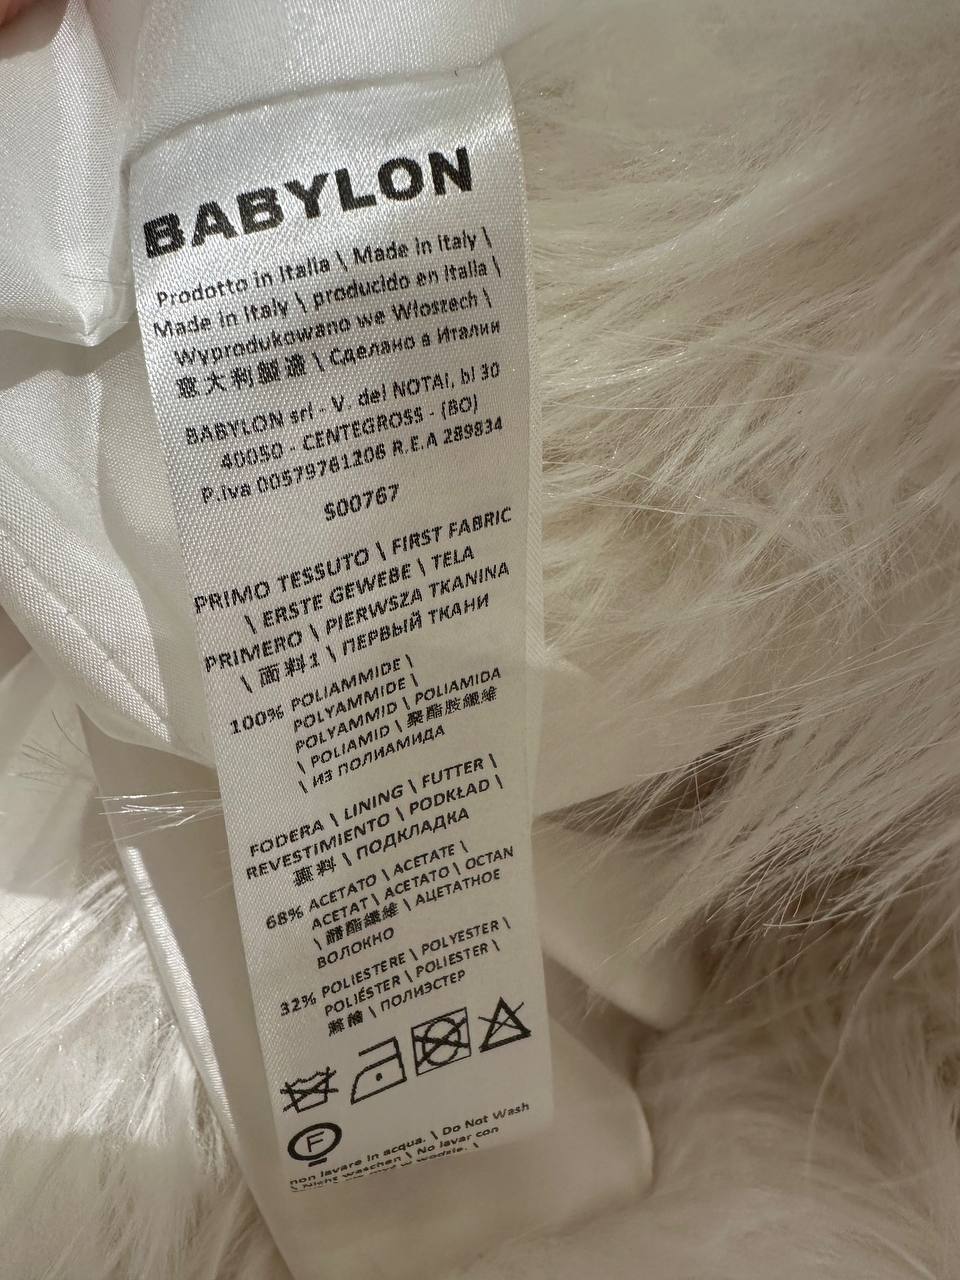 BABYLON
Prodotto in Italia \ Made in Italy \
Made in Italy \ producido en Italia \
Wyprodukowano we Włoszech \
意大利製造 \ Сделано в Италии
BABYLON srl - V. dei NOTAI, bl 30
40050 - CENTEGROSS - (BO)
P.Iva 00579761206 R.E.A 289834
S00767
PRIMO TESSUTO \ FIRST FABRIC
\ ERSTE GEWEBE \ TELA
PRIMERO \ PIERWSZA TKANINA
\ 面料1 \ ПЕРВЫЙ ТКАНИ
100% POLIAMMIDE \
POLYAMMIDE \
POLYAMMID \ POLIAMIDA
\ POLIAMID \ 聚酯胺纖維
\ ИЗ ПОЛИАМИДА
FODERA \ LINING \ FUTTER \
REVESTIMIENTO \ PODKŁAD \
裏料 \ ПОДКЛАДКА
68% ACETATO \ ACETATE \
ACETAT \ ACETATO \ OCTAN
\ 醋酯纖維 \ АЦЕТАТНОЕ
ВОЛОКНО
32% POLIESTERE \ POLYESTER \
POLIÉSTER \ POLIESTER \
\ ПОЛИЭСТЕР
F
non lavare in acqua. \ Do Not Wash
\ Nicht waschen \ No lavar con